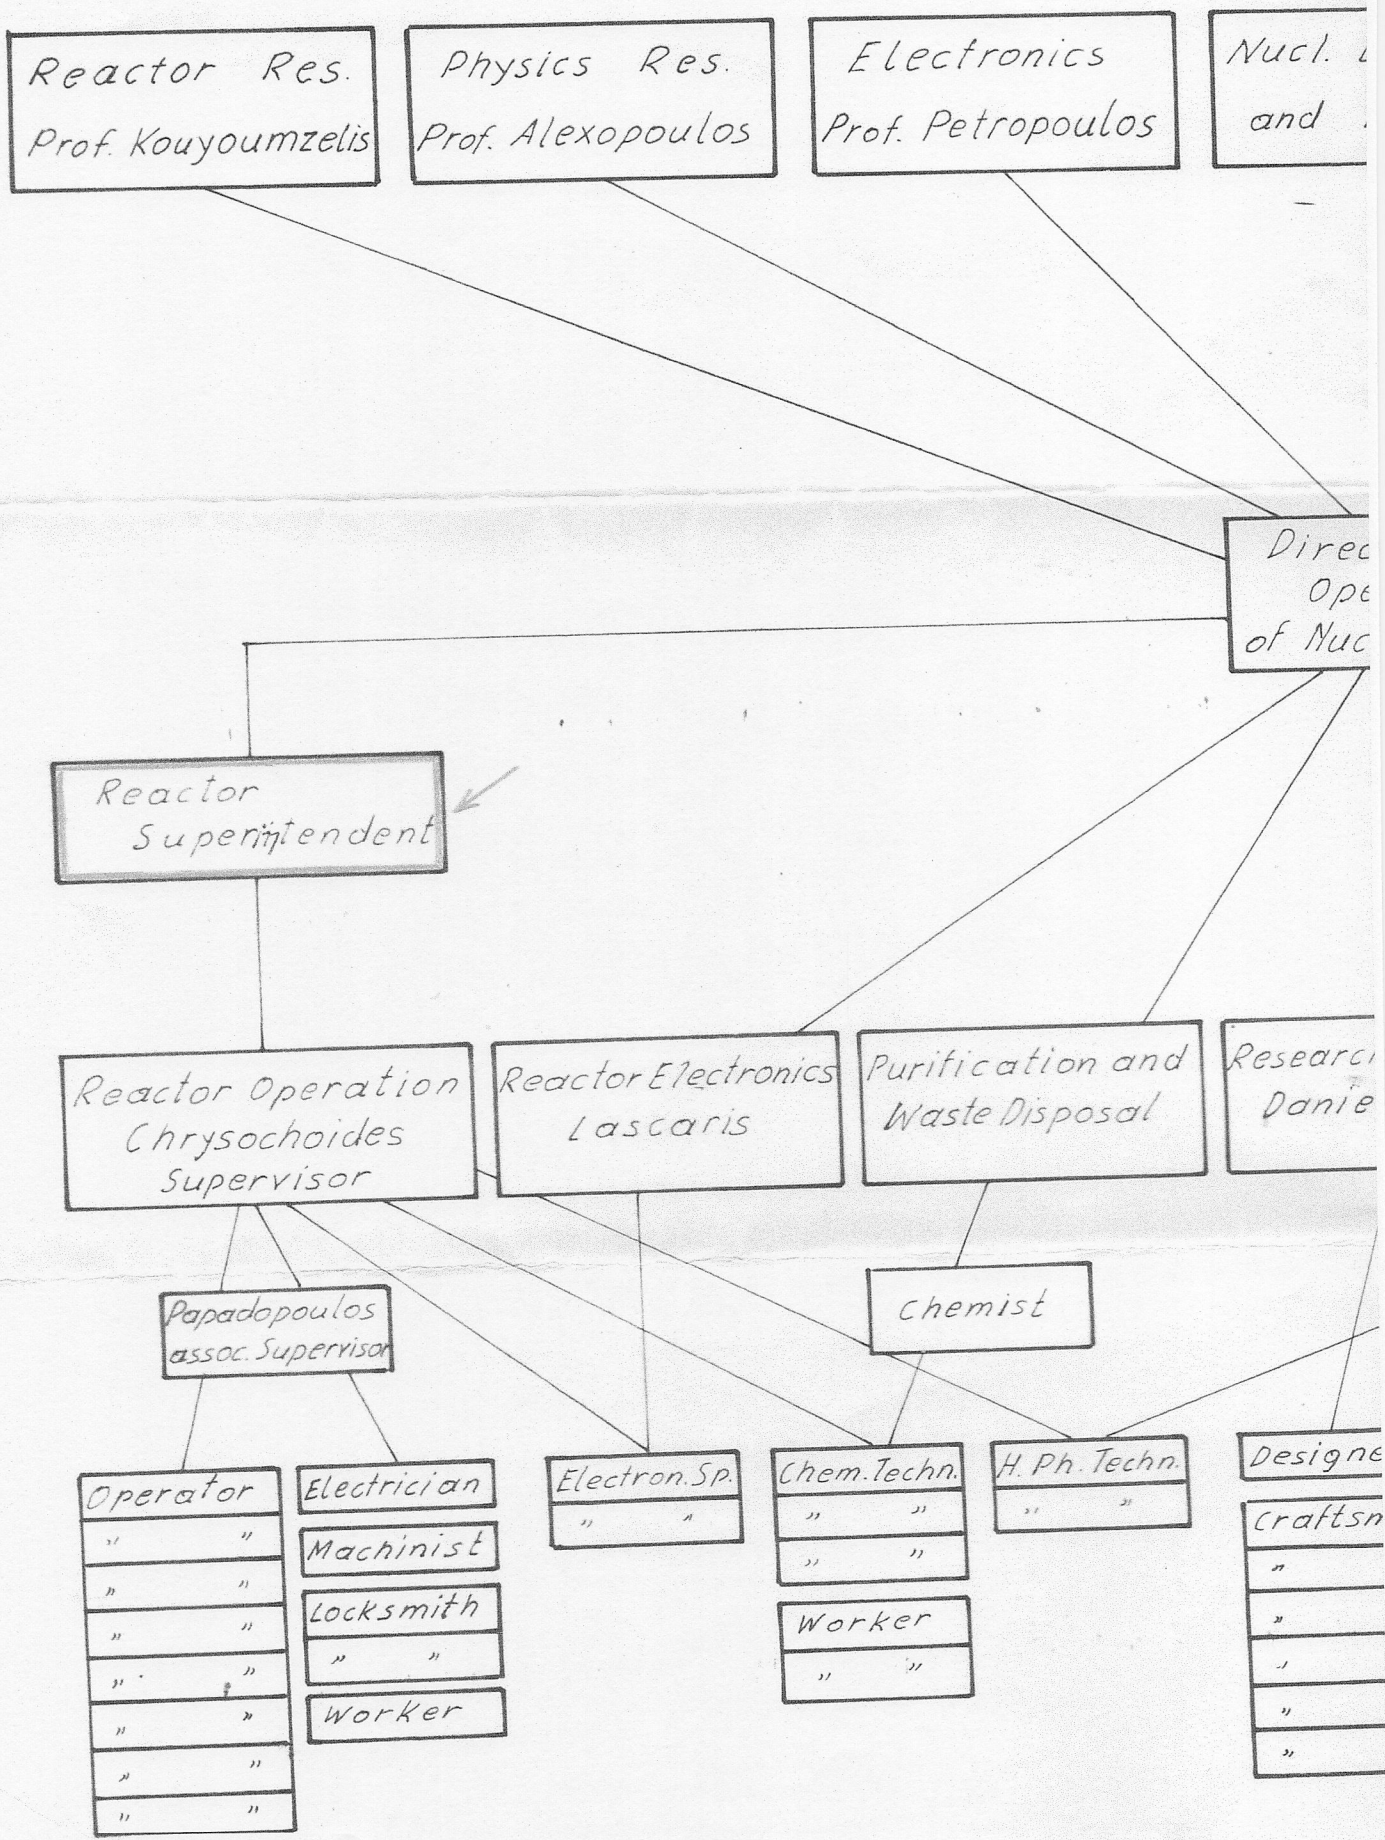 Reactor Res.
Prof. Kouyoumzelis
Physics Res.
Prof. Alexopoulos
Electronics
Prof. Petropoulos
Nucl.
and
Direc
Ope
of Nuc
Reactor
Superintendent
Reactor Operation
Chrysochoides
Supervisor
Reactor Electronics
Lascaris
Purification and
Waste Disposal
Researc
Danie
Papadopoulos
assoc. Supervisor
Chemist
Operator
" "
" "
" "
" "
" "
" "
" "
Electrician
Machinist
Locksmith
" "
Worker
Electron. Sp.
" "
Chem. Techn.
" "
" "
Worker
" "
H. Ph. Techn.
" "
Designe
Craftsm
"
"
"
"
"